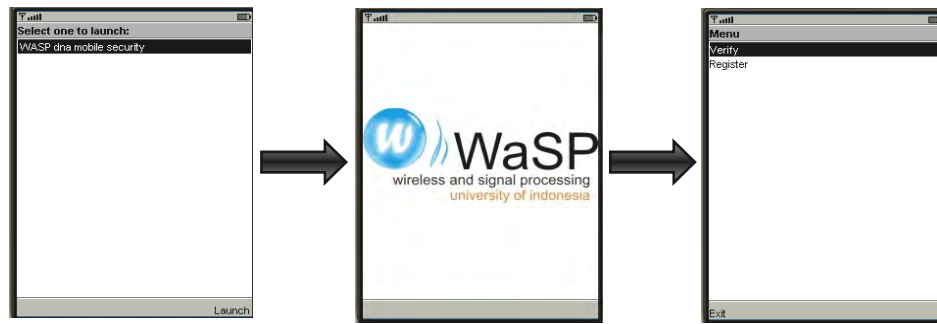 Select one to launch:
WASP dna mobile security
Launch
w
WaSP
wireless and signal processing
university of indonesia
Menu
Verify
Register
Exit